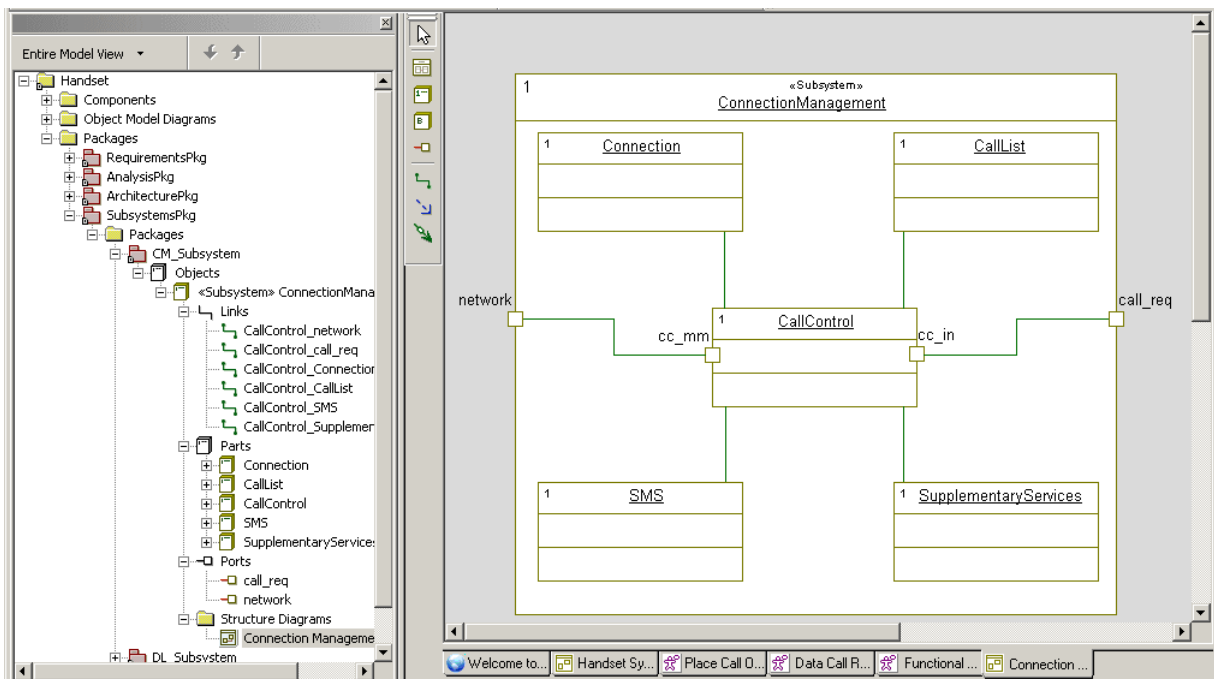 Entire Model View
Handset
Components
Object Model Diagrams
Packages
RequirementsPkg
AnalysisPkg
ArchitecturePkg
SubsystemsPkg
Packages
CM_Subsystem
Objects
«Subsystem» ConnectionMana
Links
CallControl_network
CallControl_call_req
CallControl_Connection
CallControl_CallList
CallControl_SMS
CallControl_Supplemer
Parts
Connection
CallList
CallControl
SMS
SupplementaryServices
Ports
call_req
network
Structure Diagrams
Connection Manageme
DL_Subsystem
1 «Subsystem»
ConnectionManagement
1 Connection
1 CallList
network
call_req
1 CallControl
cc_mm
cc_in
1 SMS
1 SupplementaryServices
Welcome to... Handset Sy... Place Call O... Data Call R... Functional ... Connection ...